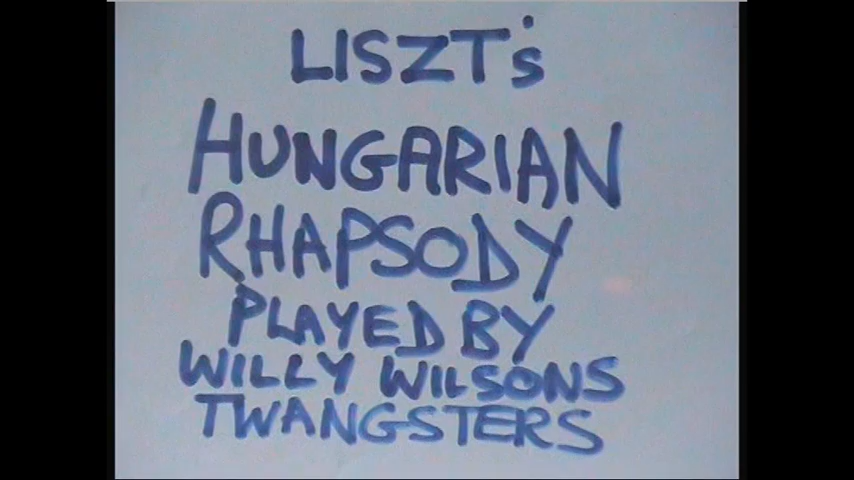 LISZT's
HUNGARIAN
RHAPSODY
PLAYED BY
WILLY WILSONS
TWANGSTERS